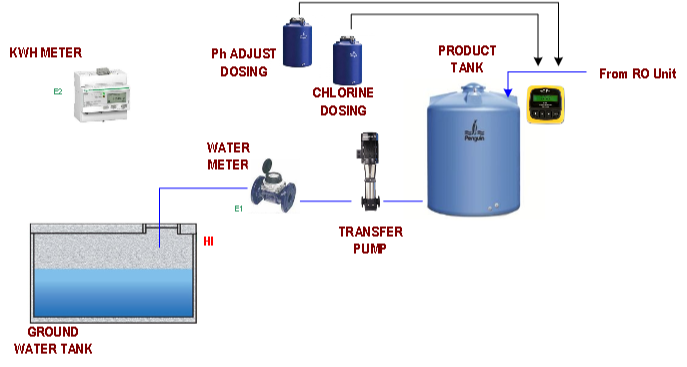 KWH METER
E2
Ph ADJUST
DOSING
CHLORINE
DOSING
PRODUCT
TANK
From RO Unit
Penguin
WATER
METER
E1
TRANSFER
PUMP
HI
GROUND
WATER TANK